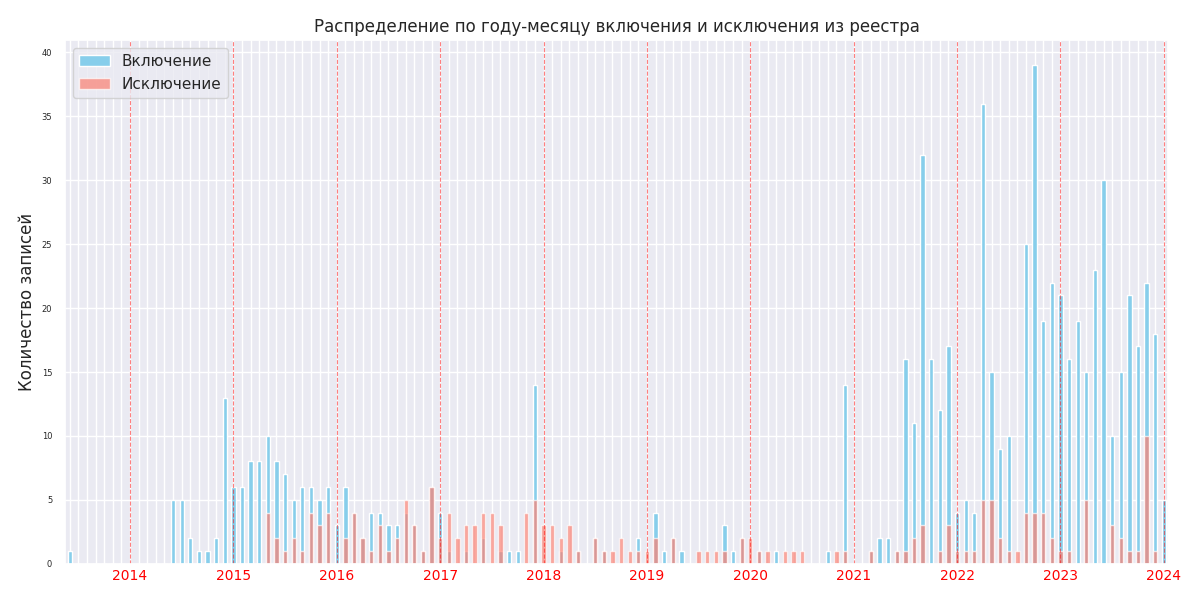 Распределение по году-месяцу включения и исключения из реестра
Включение
Исключение
Количество записей
40
35
30
25
20
15
10
5
0
2014 2015 2016 2017 2018 2019 2020 2021 2022 2023 2024